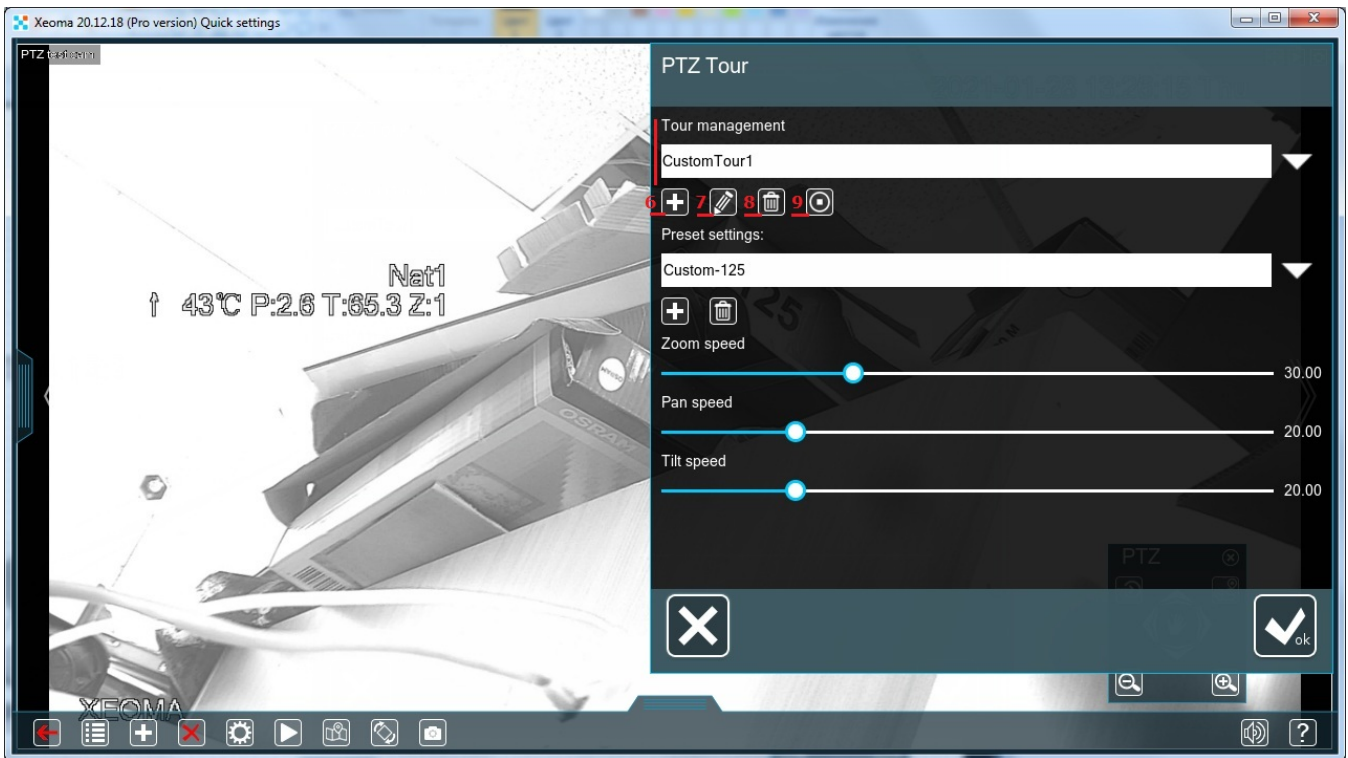 Xeoma 20.12.18 (Pro version) Quick settings
PTZ test cam
PTZ Tour
Tour management
CustomTour1
6 7 8 9
Preset settings:
Custom-125
Nat1
↑ 43°C P:2.6 T:65.3 Z:1
Zoom speed
30.00
Pan speed
20.00
Tilt speed
20.00
OSRAM
PTZ
ok
XEOMA
?